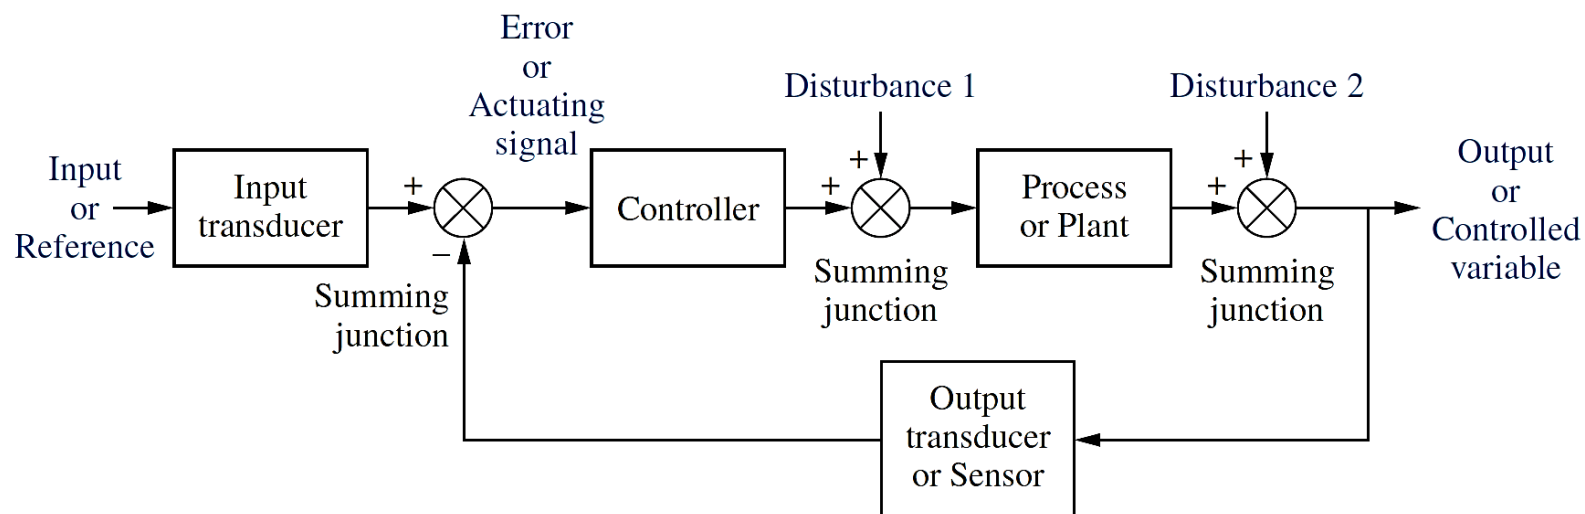 Error
or
Actuating
signal
Disturbance 1
Disturbance 2
Input
or
Reference
Input
transducer
+
–
Summing
junction
Controller
+
+
Summing
junction
Process
or Plant
+
+
Summing
junction
Output
or
Controlled
variable
Output
transducer
or Sensor